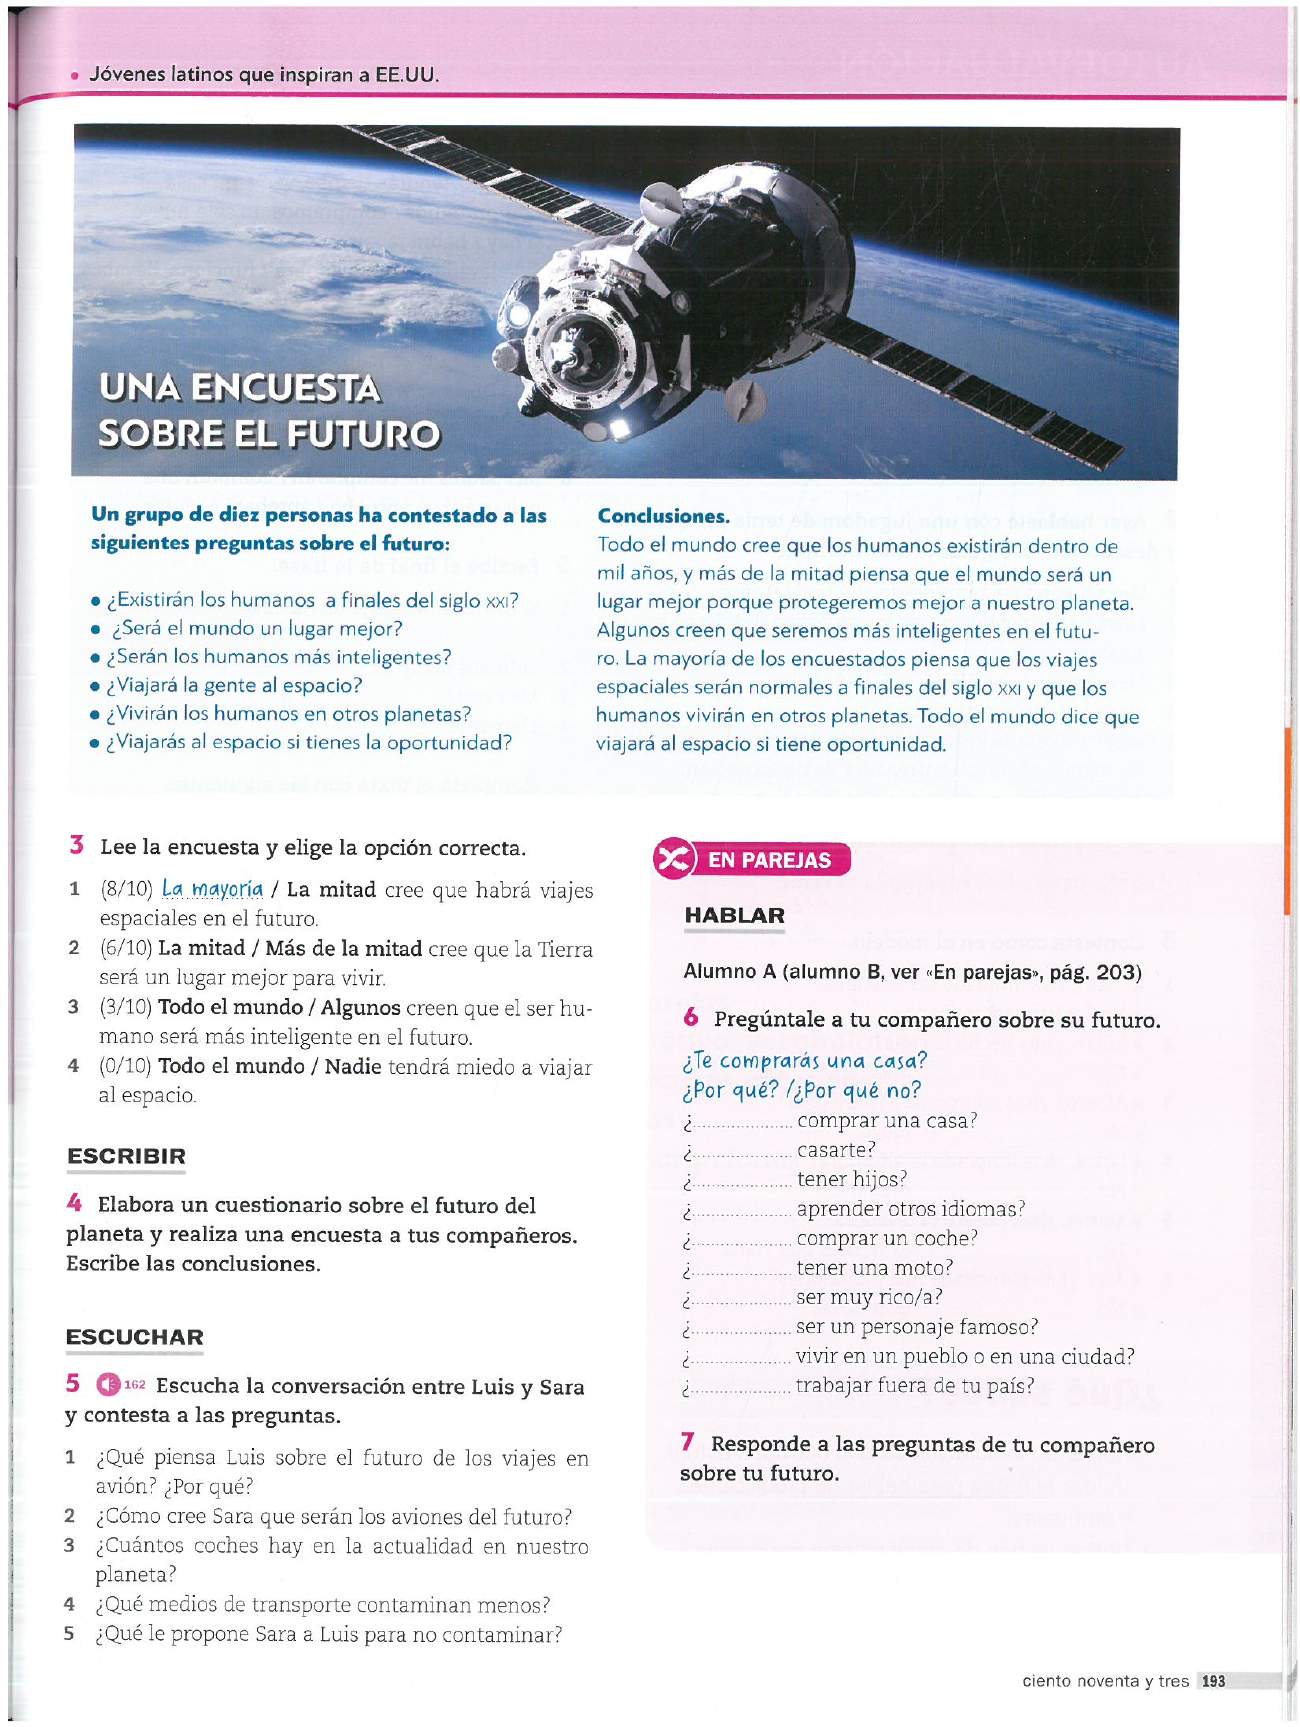 • Jóvenes latinos que inspiran a EE.UU.
UNA ENCUESTA
SOBRE EL FUTURO
Un grupo de diez personas ha contestado a las
siguientes preguntas sobre el futuro:
• ¿Existirán los humanos a finales del siglo XXI?
• ¿Será el mundo un lugar mejor?
• ¿Serán los humanos más inteligentes?
• ¿Viajará la gente al espacio?
• ¿Vivirán los humanos en otros planetas?
• ¿Viajarás al espacio si tienes la oportunidad?
Conclusiones.
Todo el mundo cree que los humanos existirán dentro de
mil años, y más de la mitad piensa que el mundo será un
lugar mejor porque protegeremos mejor a nuestro planeta.
Algunos creen que seremos más inteligentes en el futu-
ro. La mayoría de los encuestados piensa que los viajes
espaciales serán normales a finales del siglo XXI y que los
humanos vivirán en otros planetas. Todo el mundo dice que
viajará al espacio si tiene oportunidad.
3 Lee la encuesta y elige la opción correcta.
1 (8/10) La mayoría / La mitad cree que habrá viajes
espaciales en el futuro.
2 (6/10) La mitad / Más de la mitad cree que la Tierra
será un lugar mejor para vivir.
3 (3/10) Todo el mundo / Algunos creen que el ser hu-
mano será más inteligente en el futuro.
4 (0/10) Todo el mundo / Nadie tendrá miedo a viajar
al espacio.
ESCRIBIR
4 Elabora un cuestionario sobre el futuro del
planeta y realiza una encuesta a tus compañeros.
Escribe las conclusiones.
ESCUCHAR
5 162 Escucha la conversación entre Luis y Sara
y contesta a las preguntas.
1 ¿Qué piensa Luis sobre el futuro de los viajes en
avión? ¿Por qué?
2 ¿Cómo cree Sara que serán los aviones del futuro?
3 ¿Cuántos coches hay en la actualidad en nuestro
planeta?
4 ¿Qué medios de transporte contaminan menos?
5 ¿Qué le propone Sara a Luis para no contaminar?
EN PAREJAS
HABLAR
Alumno A (alumno B, ver «En parejas», pág. 203)
6 Pregúntale a tu compañero sobre su futuro.
¿Te comprarás una casa?
¿Por qué? /¿Por qué no?
¿.................... comprar una casa?
¿.................... casarte?
¿.................... tener hijos?
¿.................... aprender otros idiomas?
¿.................... comprar un coche?
¿.................... tener una moto?
¿.................... ser muy rico/a?
¿.................... ser un personaje famoso?
¿.................... vivir en un pueblo o en una ciudad?
¿.................... trabajar fuera de tu país?
7 Responde a las preguntas de tu compañero
sobre tu futuro.
ciento noventa y tres 193